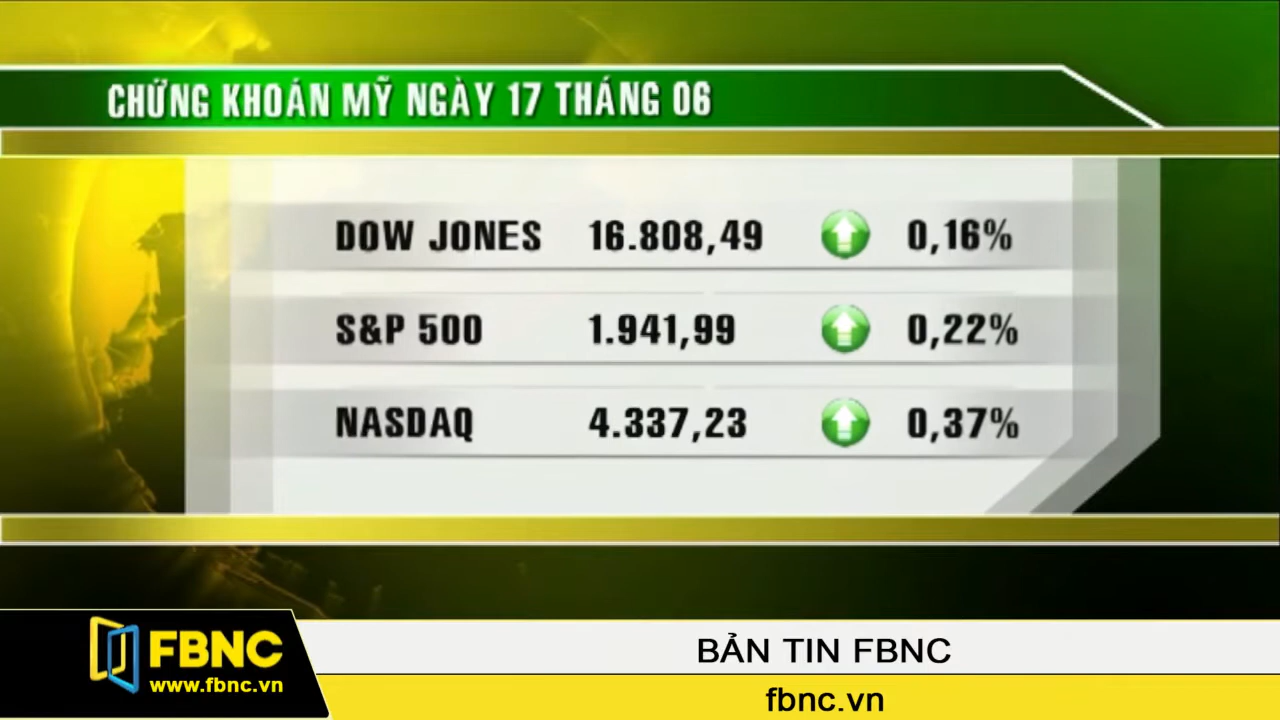 CHỨNG KHOÁN MỸ NGÀY 17 THÁNG 06
DOW JONES 16.808,49 0,16%
S&P 500 1.941,99 0,22%
NASDAQ 4.337,23 0,37%
FBNC
www.fbnc.vn
BẢN TIN FBNC
fbnc.vn